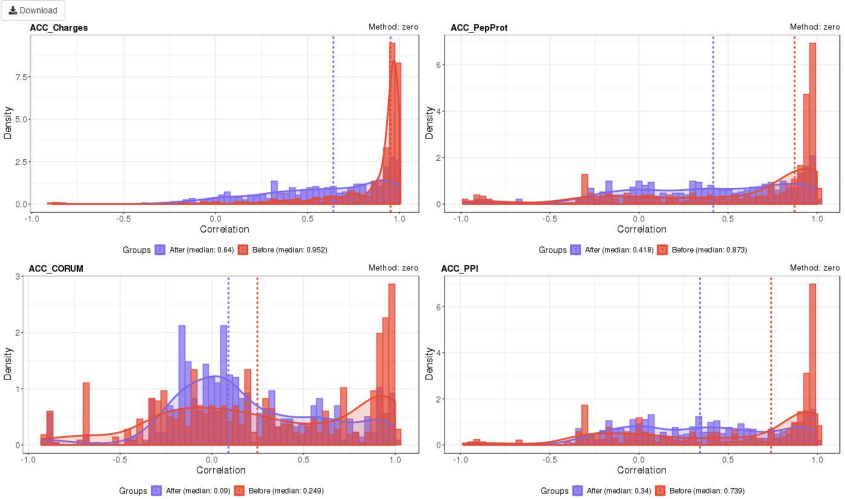 Download
ACC_Charges
Method: zero
7.5
5.0
2.5
0.0
Density
-1.0
-0.5
0.0
0.5
1.0
Correlation
Groups After (median: 0.64) Before (median: 0.952)
ACC_PepProt
Method: zero
6
4
2
0
Density
-1.0
-0.5
0.0
0.5
1.0
Correlation
Groups After (median: 0.418) Before (median: 0.873)
ACC_CORUM
Method: zero
3
2
1
0
Density
-1.0
-0.5
0.0
0.5
1.0
Correlation
Groups After (median: 0.09) Before (median: 0.249)
ACC_PPI
Method: zero
6
4
2
0
Density
-1.0
-0.5
0.0
0.5
1.0
Correlation
Groups After (median: 0.34) Before (median: 0.739)